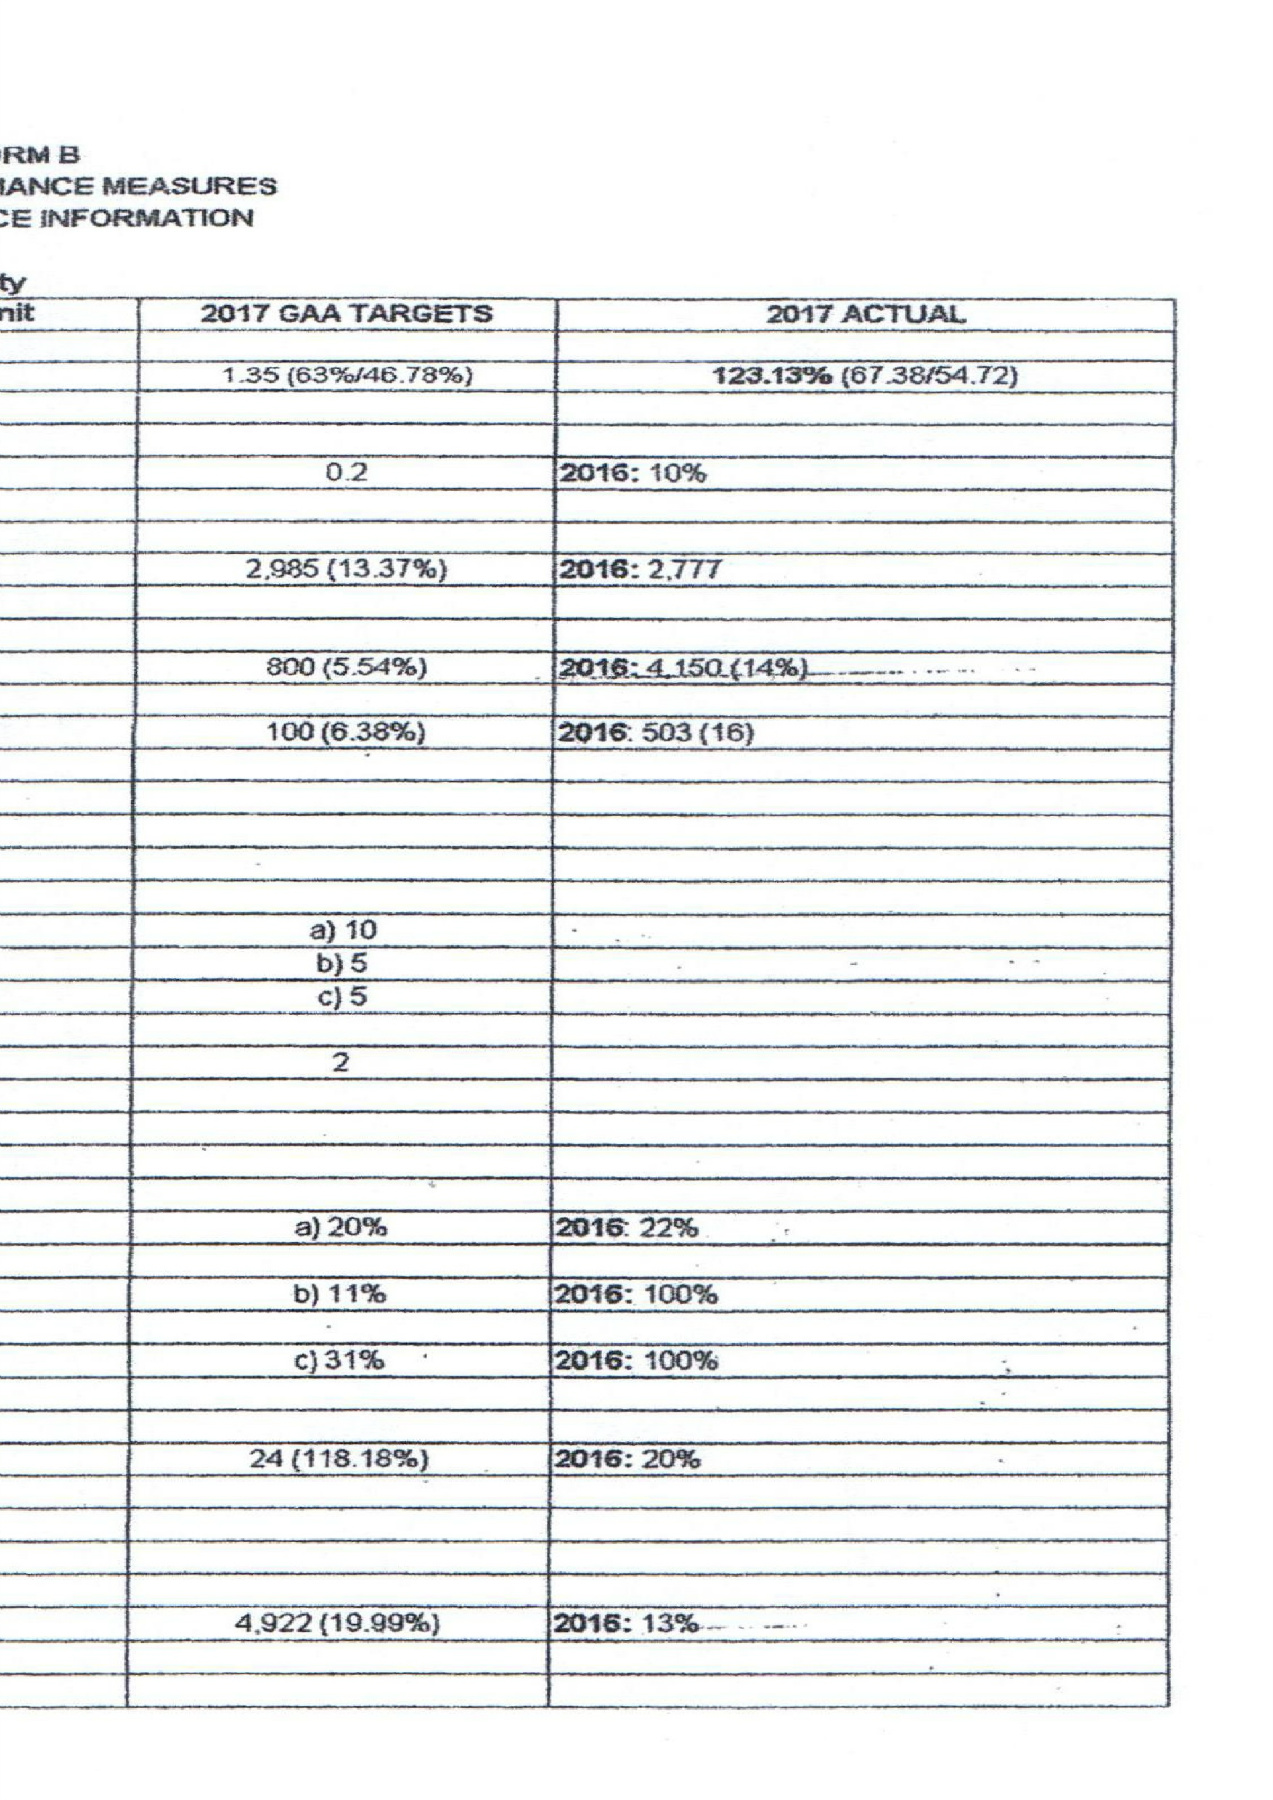 ORM B
IANCE MEASURES
CE INFORMATION
ty
nit 2017 GAA TARGETS 2017 ACTUAL
1.35 (63%/46.78%) 123.13% (67.38/54.72)
0.2 2016: 10%
2,985 (13.37%) 2016: 2,777
800 (5.54%) 2016: 4,150 (14%)
100 (6.38%) 2016: 503 (16)
a) 10
b) 5
c) 5
2
a) 20% 2016: 22%
b) 11% 2016: 100%
c) 31% 2016: 100%
24 (118.18%) 2016: 20%
4,922 (19.99%) 2016: 13%